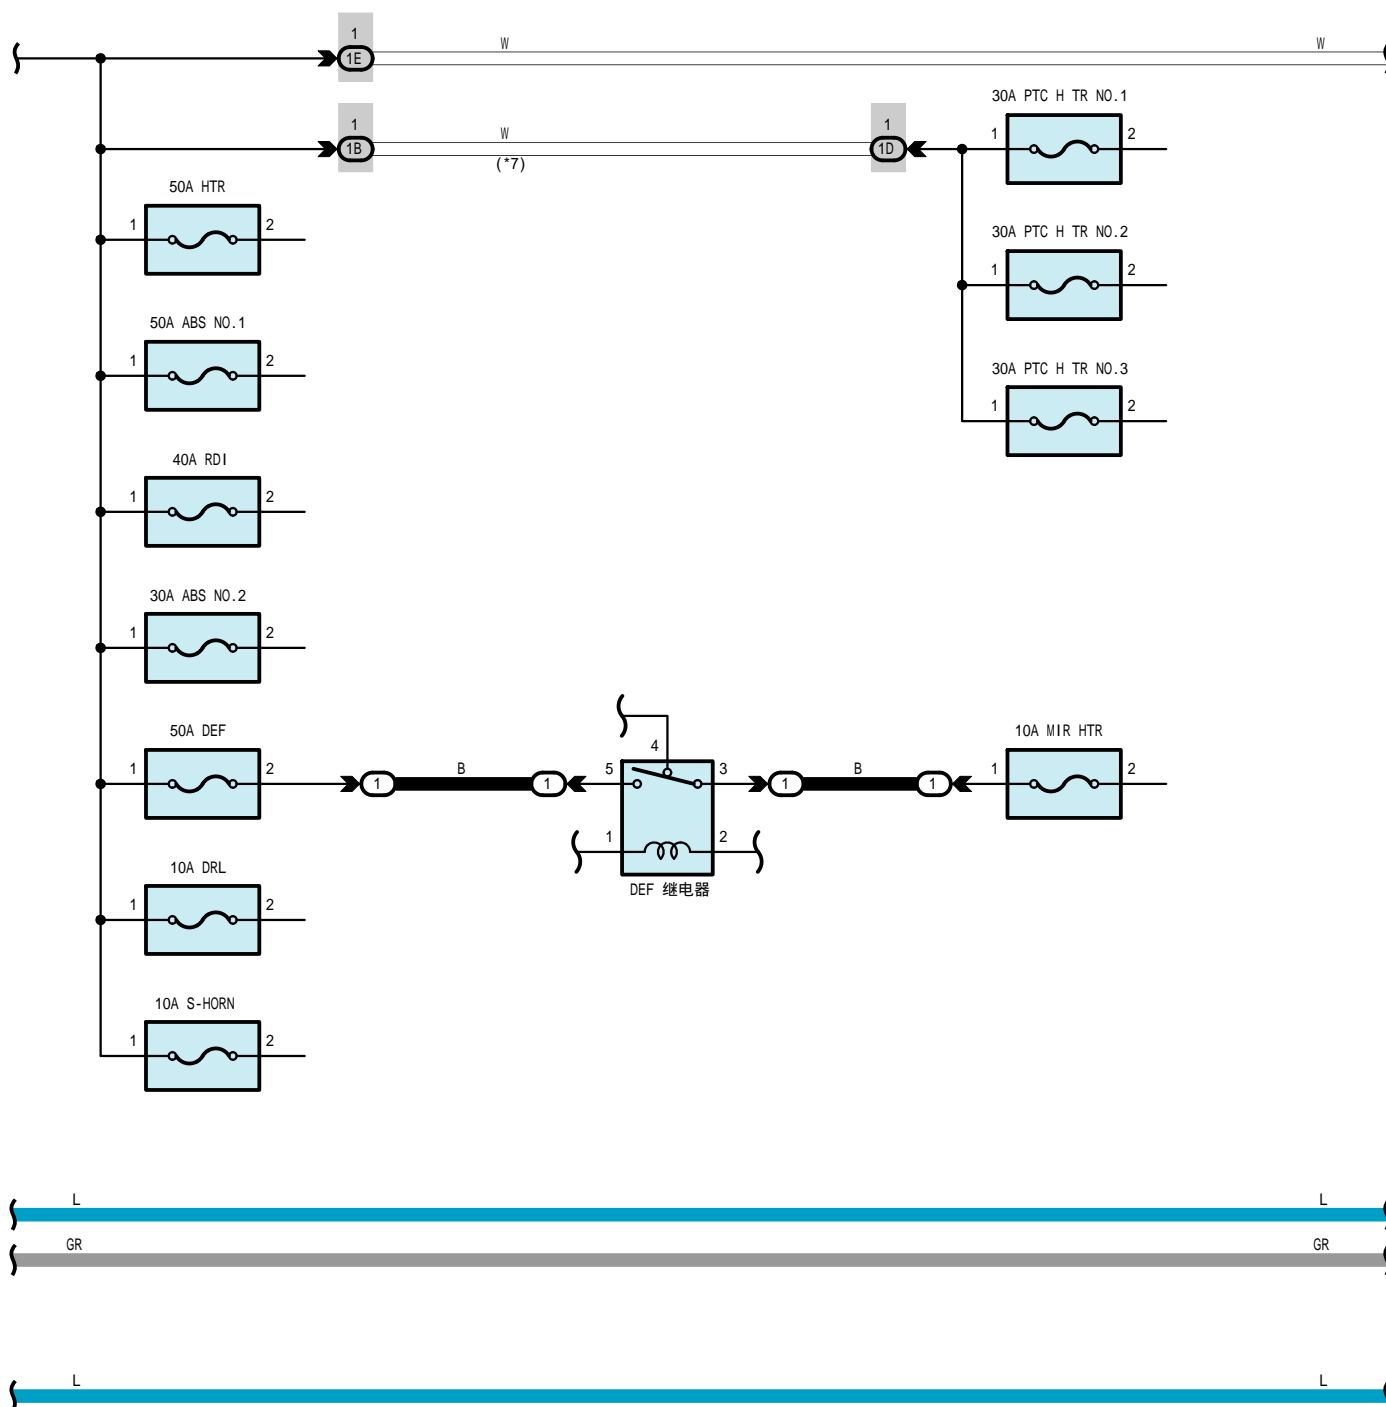 1
1E
W
W
1
1B
W
(*7)
1
1D
30A PTC H TR NO.1
1
2
50A HTR
1
2
30A PTC H TR NO.2
1
2
50A ABS NO.1
1
2
30A PTC H TR NO.3
1
2
40A RDI
1
2
30A ABS NO.2
1
2
50A DEF
1
2
1
B
1
5
4
3
1
2
DEF 继电器
1
B
1
10A MIR HTR
1
2
10A DRL
1
2
10A S-HORN
1
2
L
L
GR
GR
L
L